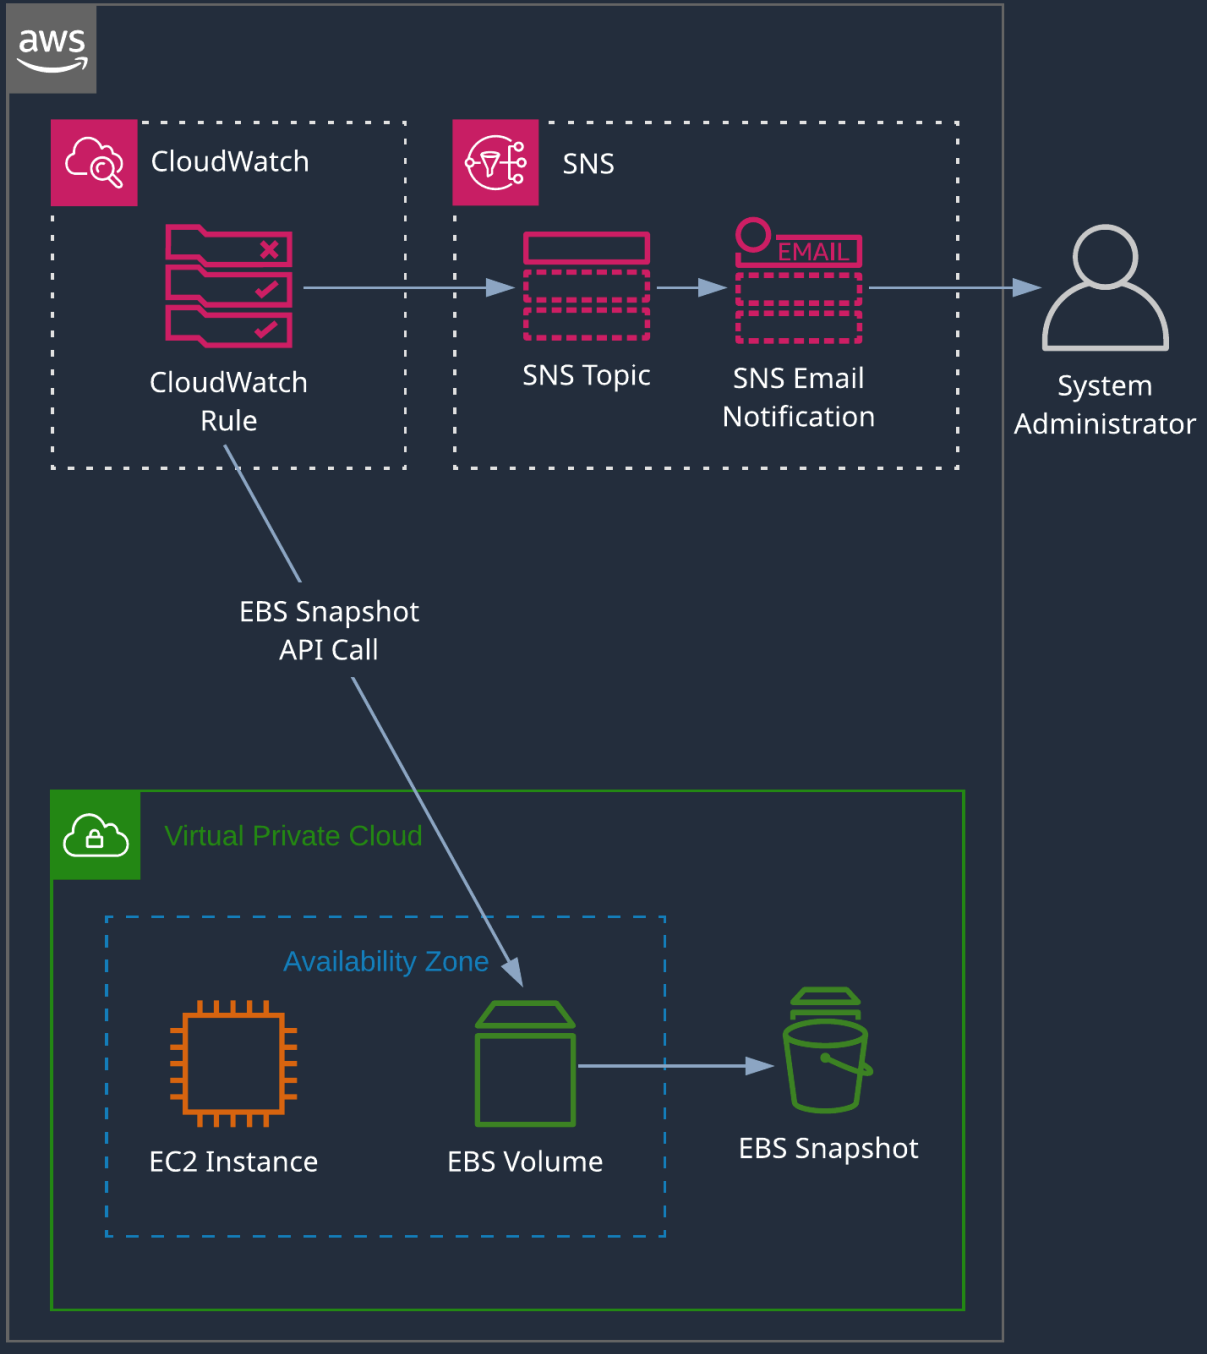 aws
CloudWatch
SNS
EMAIL
CloudWatch
Rule
SNS Topic
SNS Email
Notification
System
Administrator
EBS Snapshot
API Call
Virtual Private Cloud
Availability Zone
EC2 Instance
EBS Volume
EBS Snapshot